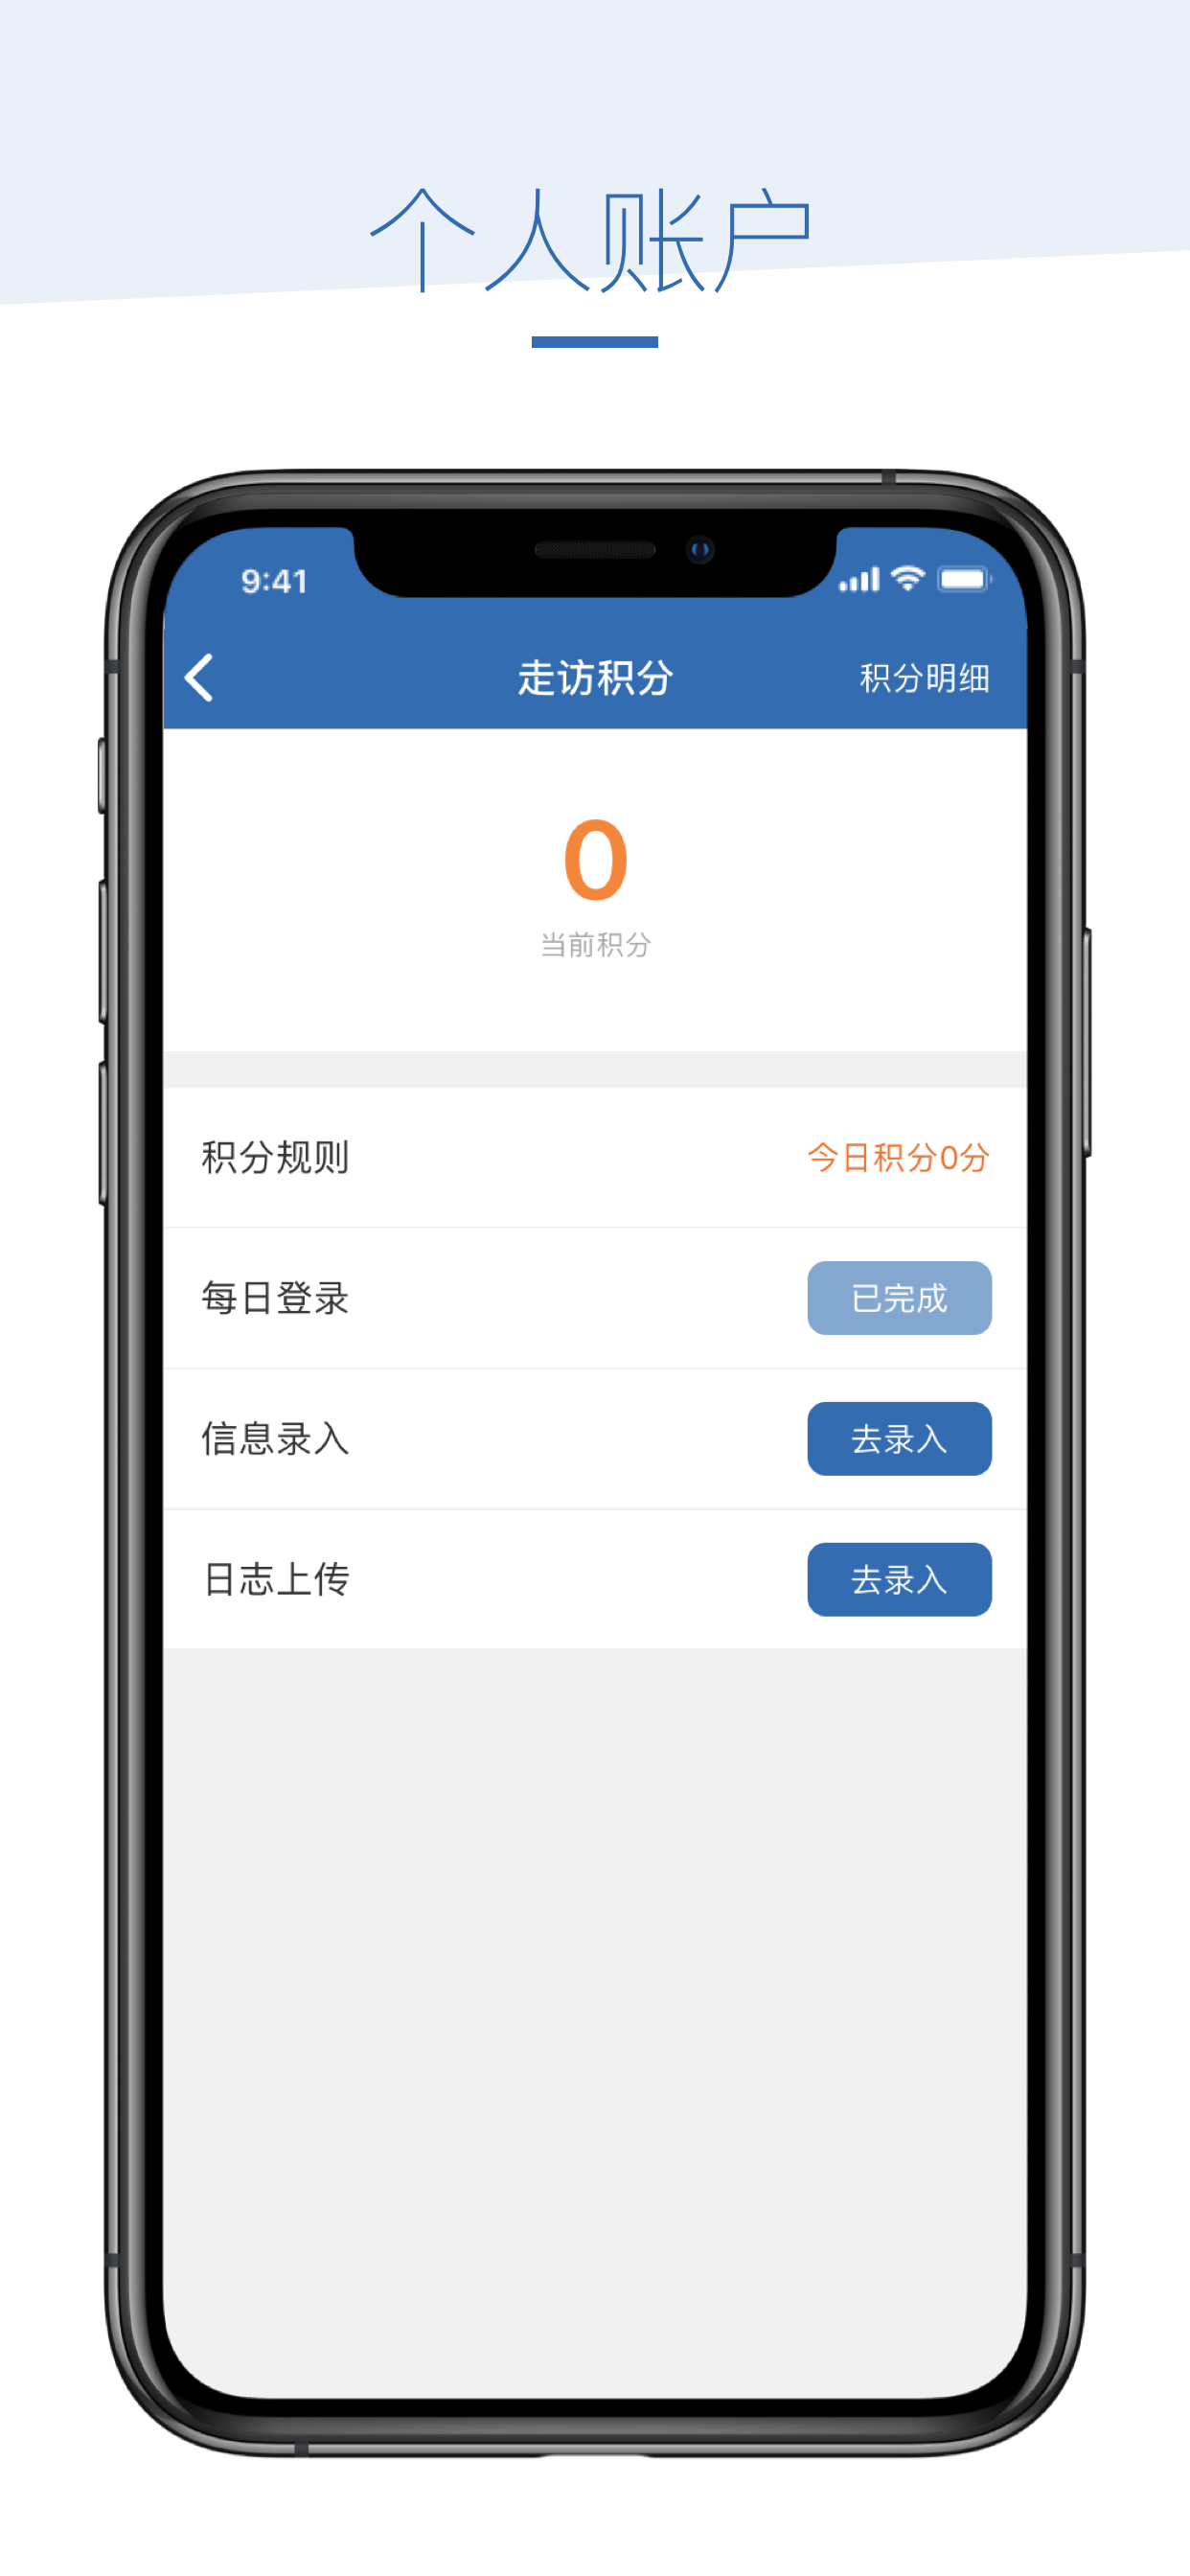 个人账户
9:41
走访积分 积分明细
0
当前积分
积分规则 今日积分0分
每日登录 已完成
信息录入 去录入
日志上传 去录入